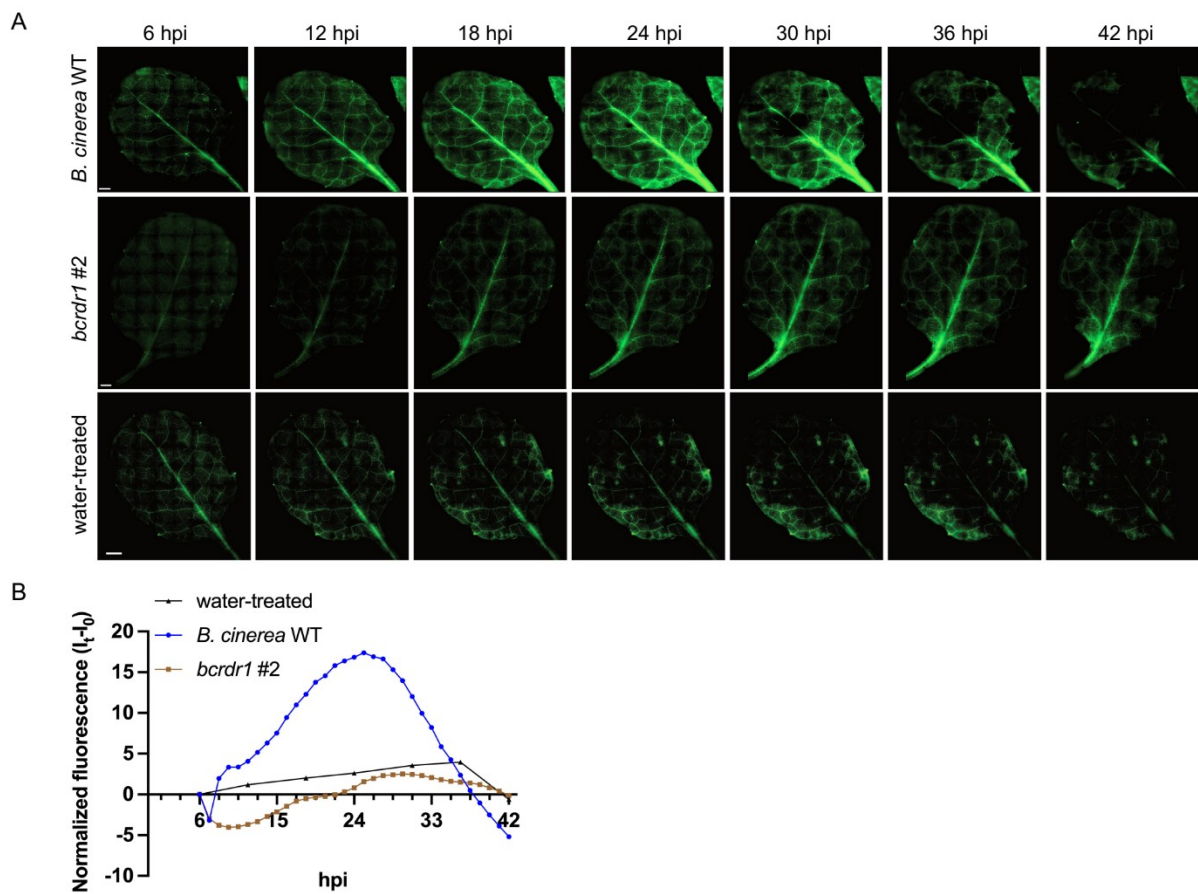 A
6 hpi 12 hpi 18 hpi 24 hpi 30 hpi 36 hpi 42 hpi
B. cinerea WT
bcrdr1 #2
water-treated
B
water-treated
B. cinerea WT
bcrdr1 #2
Normalized fluorescence (It-I0)
20
15
10
5
0
-5
-10
6 15 24 33 42
hpi